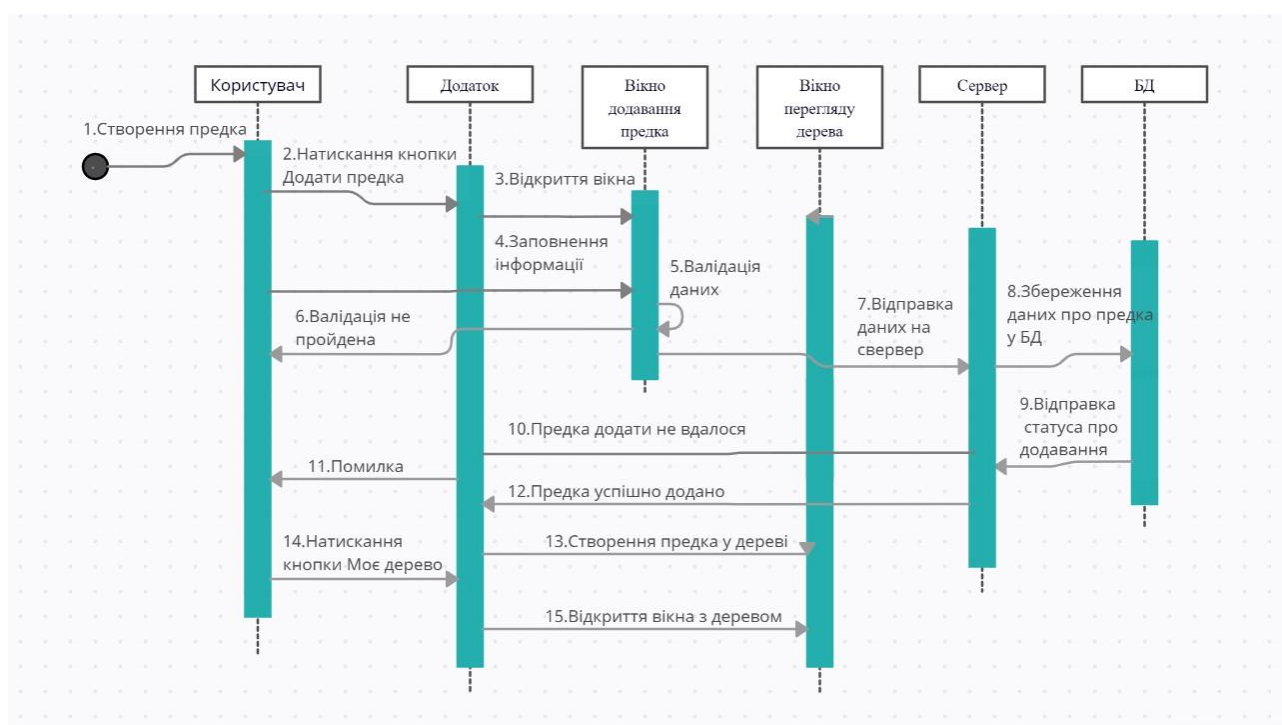 Користувач
Додаток
Вікно
додавання
предка
Вікно
перегляду
дерева
Сервер
БД
1.Створення предка
2.Натискання кнопки
Додати предка
3.Відкриття вікна
4.Заповнення
інформації
5.Валідація
даних
6.Валідація не
пройдена
7.Відправка
даних на
свервер
8.Збереження
даних про предка
у БД
9.Відправка
статуса про
додавання
10.Предка додати не вдалося
11.Помилка
12.Предка успішно додано
13.Створення предка у дереві
14.Натискання
кнопки Моє дерево
15.Відкриття вікна з деревом